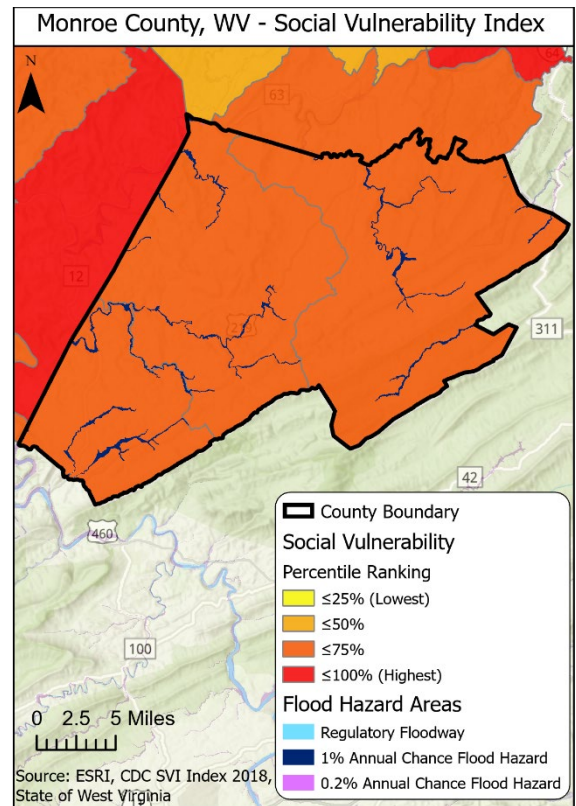 Monroe County, WV - Social Vulnerability Index
N
64
63
12
219
311
42
460
100
County Boundary
Social Vulnerability
Percentile Ranking
≤25% (Lowest)
≤50%
≤75%
≤100% (Highest)
Flood Hazard Areas
Regulatory Floodway
1% Annual Chance Flood Hazard
0.2% Annual Chance Flood Hazard
0 2.5 5 Miles
Source: ESRI, CDC SVI Index 2018,
State of West Virginia